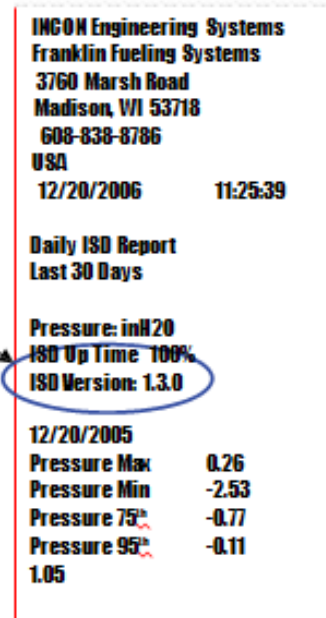 INCON Engineering Systems
Franklin Fueling Systems
3760 Marsh Road
Madison, WI 53718
608-838-8786
USA
12/20/2006 11:25:39
Daily ISD Report
Last 30 Days
Pressure: inH20
ISD Up Time 100%
ISD Version: 1.3.0
12/20/2005
Pressure Max 0.26
Pressure Min -2.53
Pressure 75th -0.77
Pressure 95th -0.11
1.05